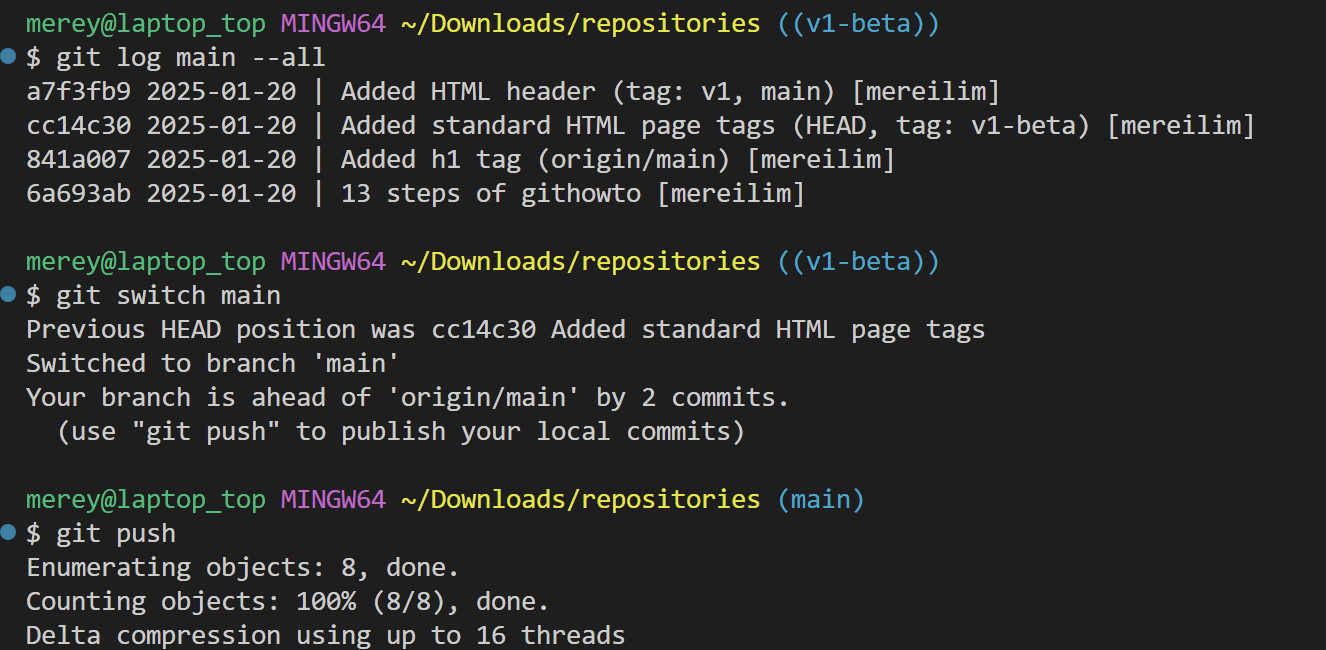 merey@laptop_top MINGW64 ~/Downloads/repositories ((v1-beta))
$ git log main --all
a7f3fb9 2025-01-20 | Added HTML header (tag: v1, main) [mereilim]
cc14c30 2025-01-20 | Added standard HTML page tags (HEAD, tag: v1-beta) [mereilim]
841a007 2025-01-20 | Added h1 tag (origin/main) [mereilim]
6a693ab 2025-01-20 | 13 steps of githowto [mereilim]
merey@laptop_top MINGW64 ~/Downloads/repositories ((v1-beta))
$ git switch main
Previous HEAD position was cc14c30 Added standard HTML page tags
Switched to branch 'main'
Your branch is ahead of 'origin/main' by 2 commits.
  (use "git push" to publish your local commits)
merey@laptop_top MINGW64 ~/Downloads/repositories (main)
$ git push
Enumerating objects: 8, done.
Counting objects: 100% (8/8), done.
Delta compression using up to 16 threads